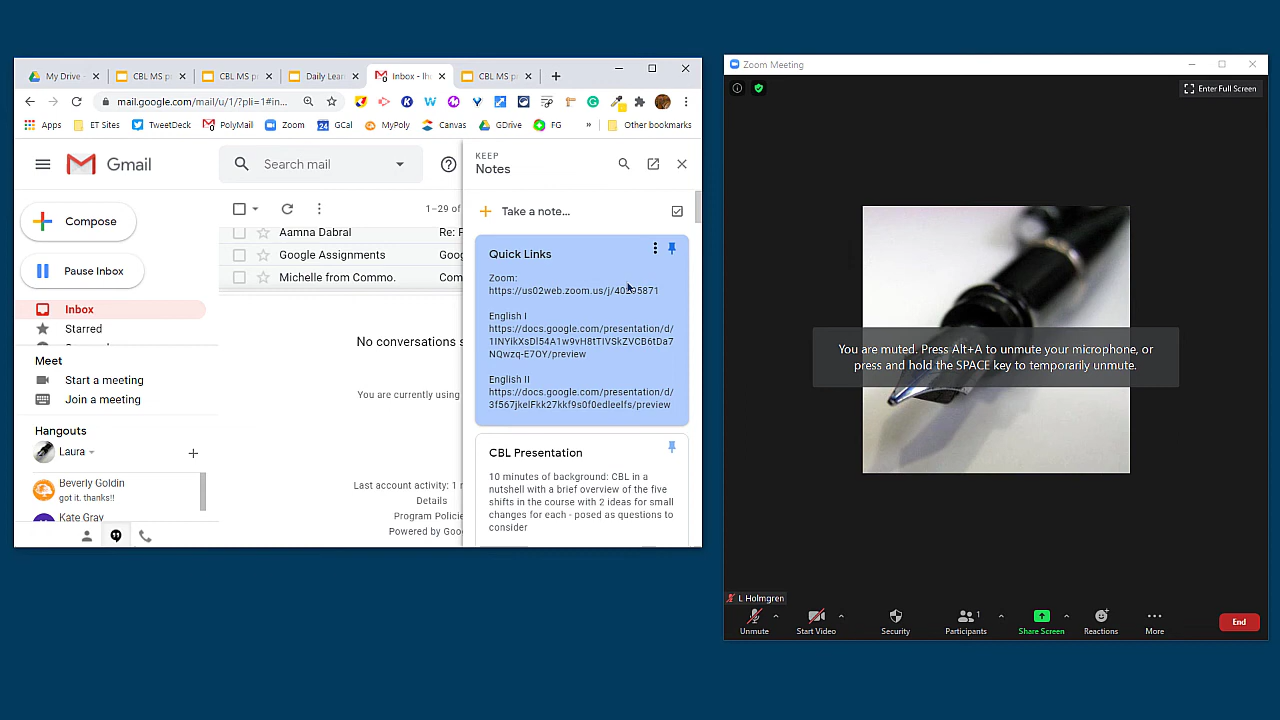 My Drive
CBL MS p
CBL MS p
Daily Lear
Inbox - lh
CBL MS p
mail.google.com/mail/u/1/?pli=1#in...
Apps
ET Sites
TweetDeck
PolyMail
Zoom
24 GCal
MyPoly
Canvas
GDrive
FG
»
Other bookmarks
Gmail
Search mail
Compose
Pause Inbox
Inbox
Starred
Meet
Start a meeting
Join a meeting
Hangouts
Laura
Beverly Goldin
got it. thanks!!
Kate Gray
1–29 of
Aamna Dabral
Re: F
Google Assignments
Goog
Michelle from Commo.
Com
No conversations s
You are currently using
Last account activity: 1 r
Details
Program Policie
Powered by Goo
KEEP
Notes
Take a note...
Quick Links
Zoom:
https://us02web.zoom.us/j/40295871
English I
https://docs.google.com/presentation/d/
English II
https://docs.google.com/presentation/d/
3f567jkelFkk27kkf9s0f0edleelfs/preview
CBL Presentation
10 minutes of background: CBL in a
nutshell with a brief overview of the five
shifts in the course with 2 ideas for small
changes for each - posed as questions to
consider
Zoom Meeting
Enter Full Screen
You are muted. Press Alt+A to unmute your microphone, or
press and hold the SPACE key to temporarily unmute.
L Holmgren
Unmute
Start Video
Security
Participants
1
Share Screen
Reactions
More
End